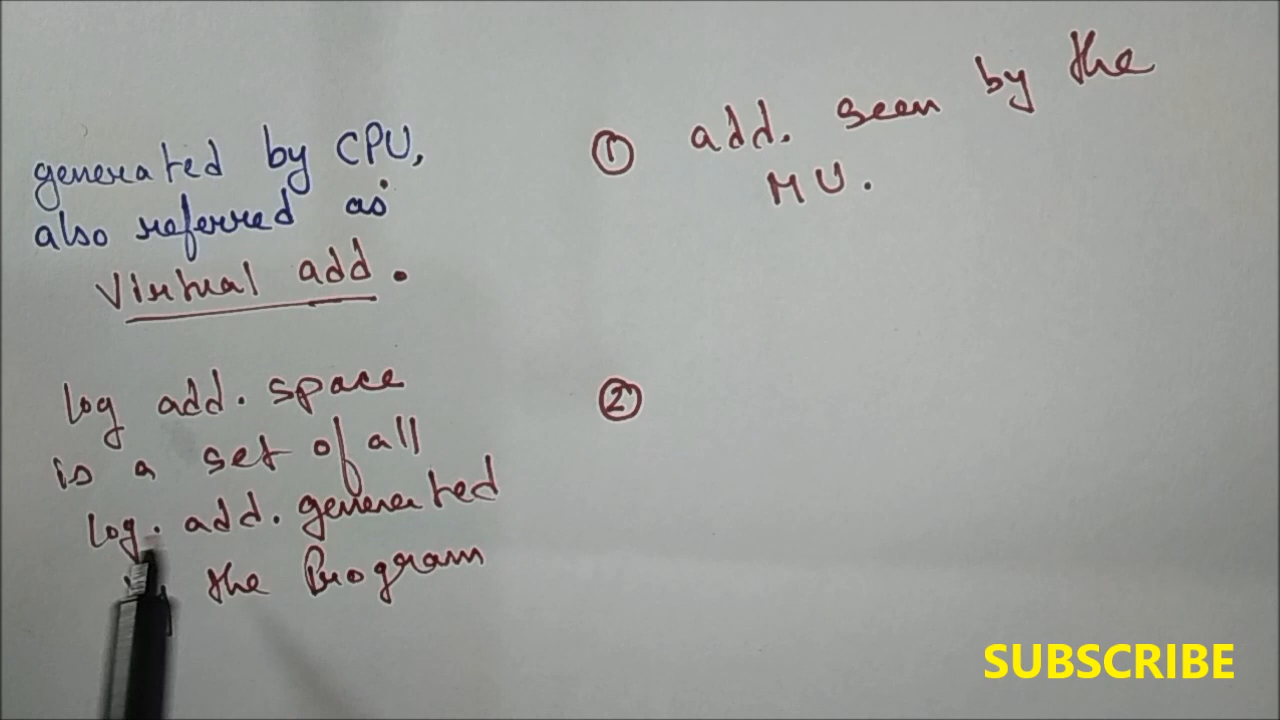 generated by CPU,
also referred as
Virtual add.
log add. space
is a set of all
log. add. generated
the Program
① add. seen by the
MU.
②
SUBSCRIBE